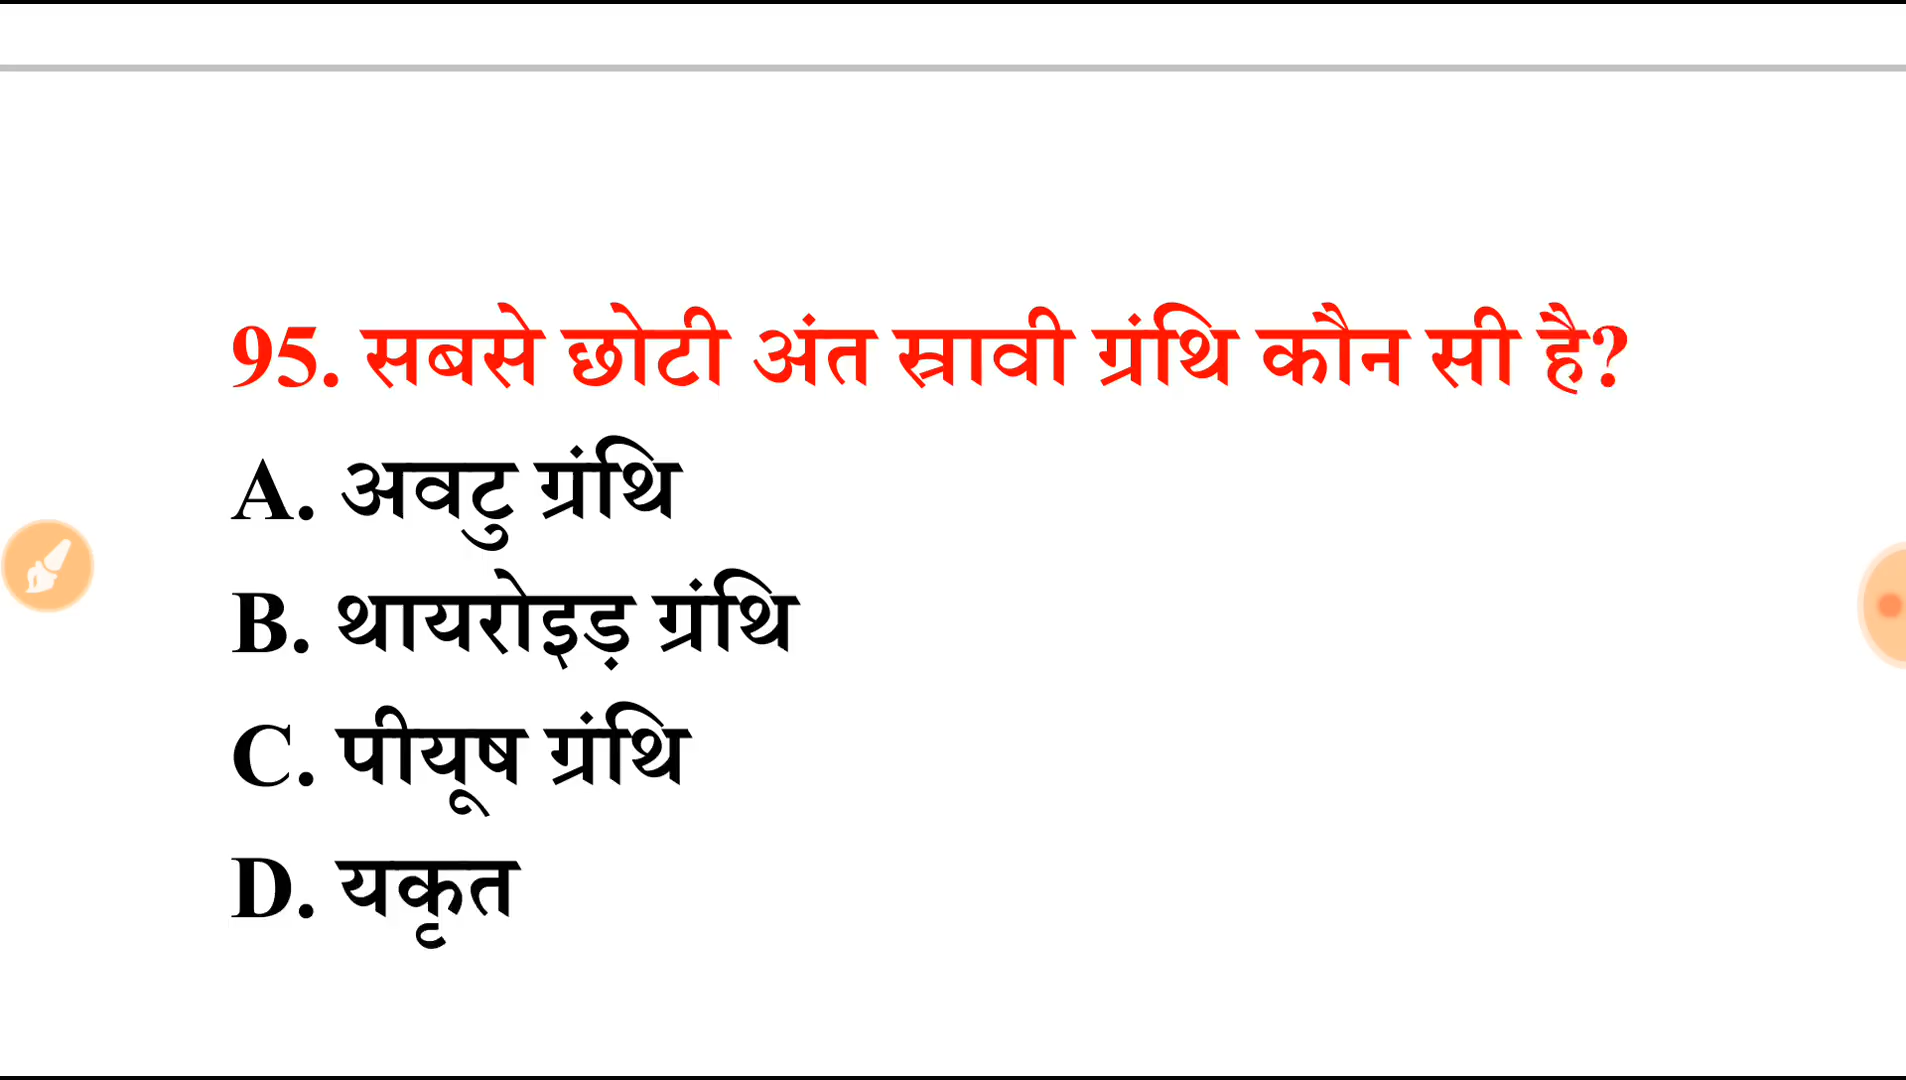 95. सबसे छोटी अंत स्रावी ग्रंथि कौन सी है?
A. अवटु ग्रंथि
B. थायरोइड़ ग्रंथि
C. पीयूष ग्रंथि
D. यकृत